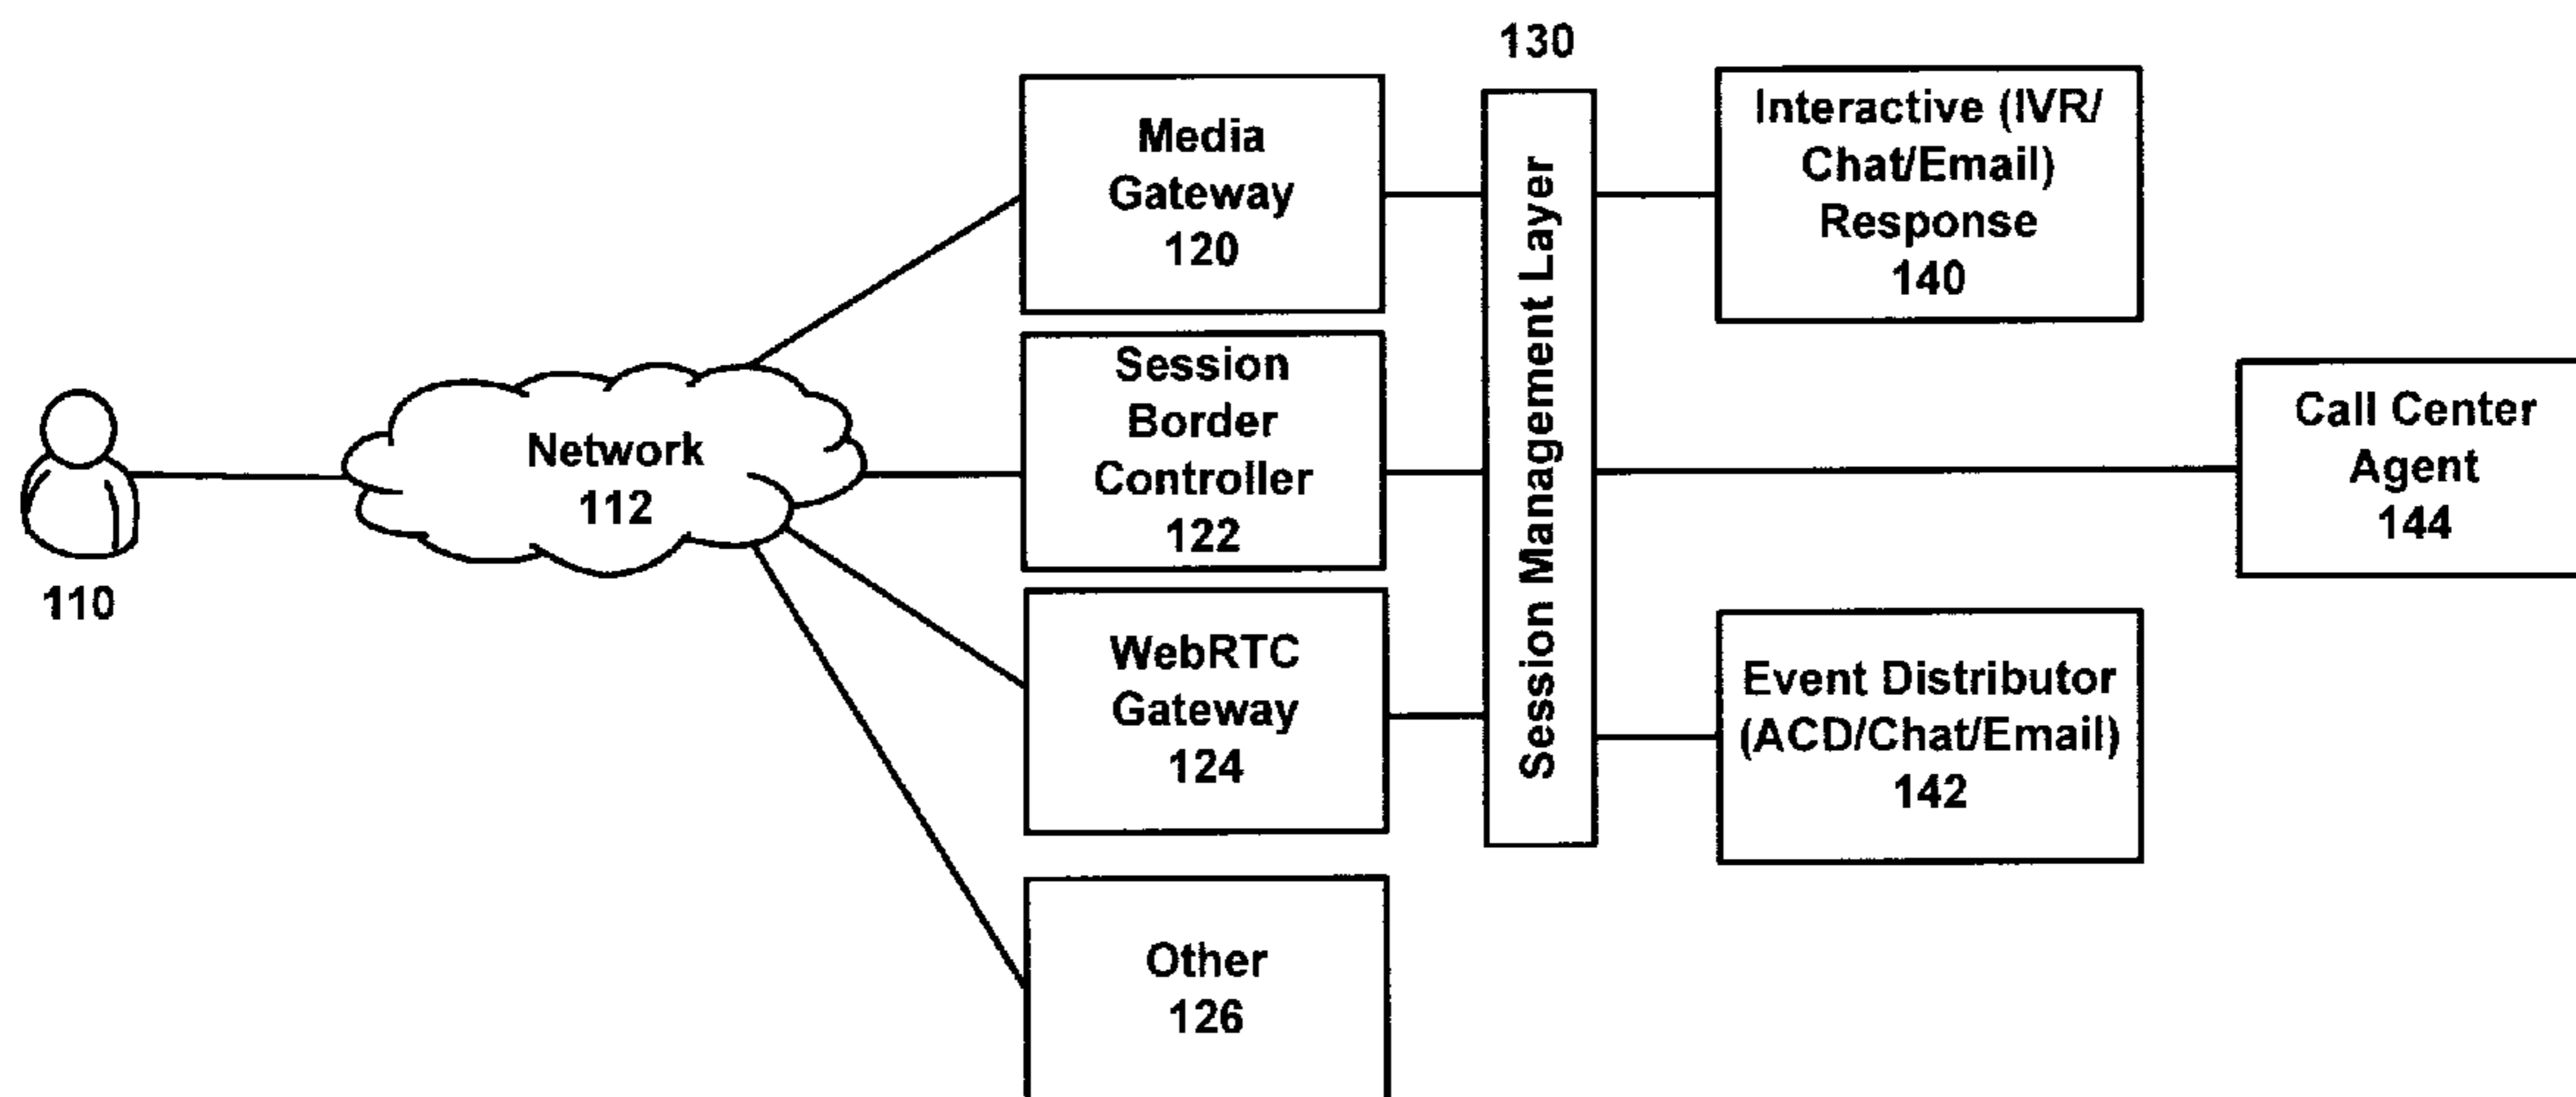 130
Media
Gateway
120
Interactive (IVR/
Chat/Email)
Response
140
Session
Border
Controller
122
Session Management Layer
Call Center
Agent
144
Network
112
110
WebRTC
Gateway
124
Event Distributor
(ACD/Chat/Email)
142
Other
126